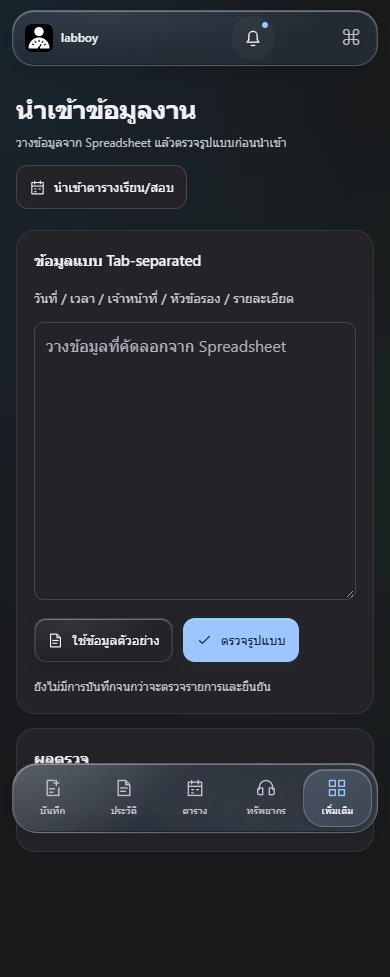 labboy
นำเข้าข้อมูลงาน
วางข้อมูลจาก Spreadsheet แล้วตรวจรูปแบบก่อนนำเข้า
นำเข้าตารางเรียน/สอบ
ข้อมูลแบบ Tab-separated
วันที่ / เวลา / เจ้าหน้าที่ / หัวข้อรอง / รายละเอียด
วางข้อมูลที่คัดลอกจาก Spreadsheet
ใช้ข้อมูลตัวอย่าง
ตรวจรูปแบบ
ยังไม่มีการบันทึกจนกว่าจะตรวจรายการและยืนยัน
ผลตรวจ
บันทึก
ประวัติ
ตาราง
ทรัพยากร
เพิ่มเติม